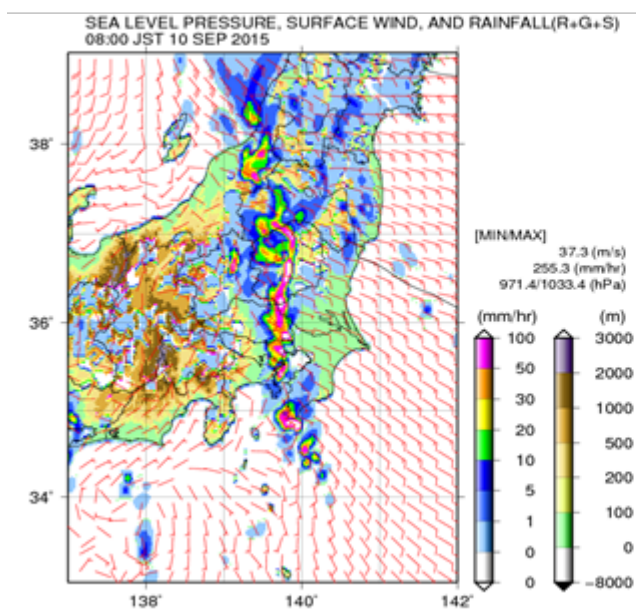 SEA LEVEL PRESSURE, SURFACE WIND, AND RAINFALL(R+G+S)
08:00 JST 10 SEP 2015
38°
36°
34°
138°
140°
142°
[MIN/MAX]
37.3 (m/s)
255.3 (mm/hr)
971.4/1033.4 (hPa)
(mm/hr)
100
50
30
20
10
5
1
0
0
(m)
3000
2000
1000
500
200
100
0
−8000